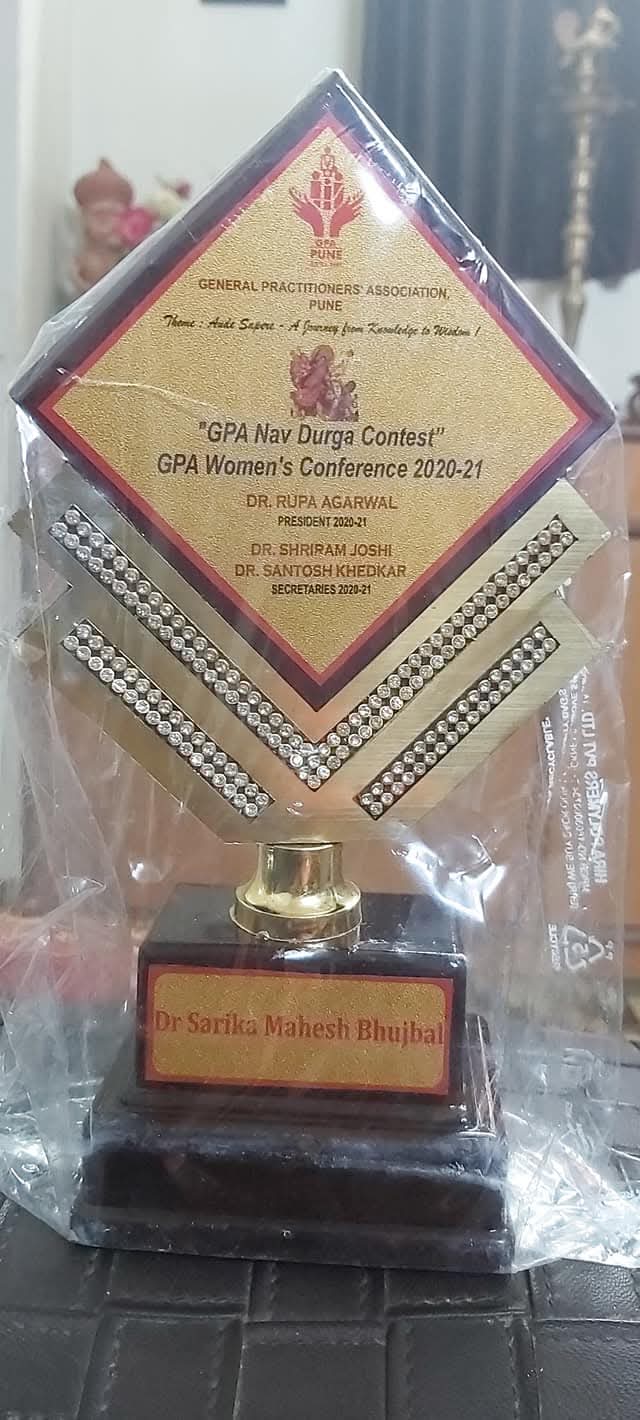 GPA
PUNE
GENERAL PRACTITIONERS' ASSOCIATION,
PUNE
Theme : Aude Sapere - A Journey from Knowledge to Wisdom !
"GPA Nav Durga Contest"
GPA Women's Conference 2020-21
DR. RUPA AGARWAL
PRESIDENT 2020-21
DR. SHRIRAM JOSHI
DR. SANTOSH KHEDKAR
SECRETARIES 2020-21
Dr Sarika Mahesh Bhujbal